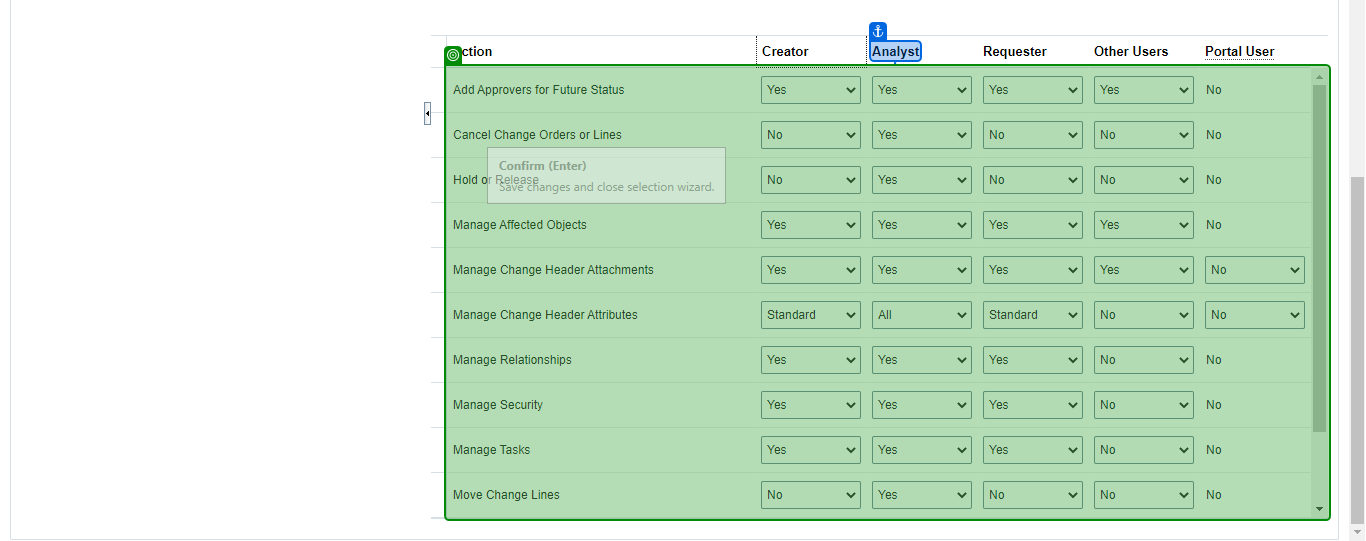 ction Creator Analyst Requester Other Users Portal User
Add Approvers for Future Status Yes Yes Yes Yes No
Cancel Change Orders or Lines No Yes No No No
Confirm (Enter)
Hold or Release No Yes No No No
Save changes and close selection wizard.
Manage Affected Objects Yes Yes Yes Yes No
Manage Change Header Attachments Yes Yes Yes Yes No
Manage Change Header Attributes Standard All Standard No No
Manage Relationships Yes Yes Yes No No
Manage Security Yes Yes Yes No No
Manage Tasks Yes Yes Yes No No
Move Change Lines No Yes No No No